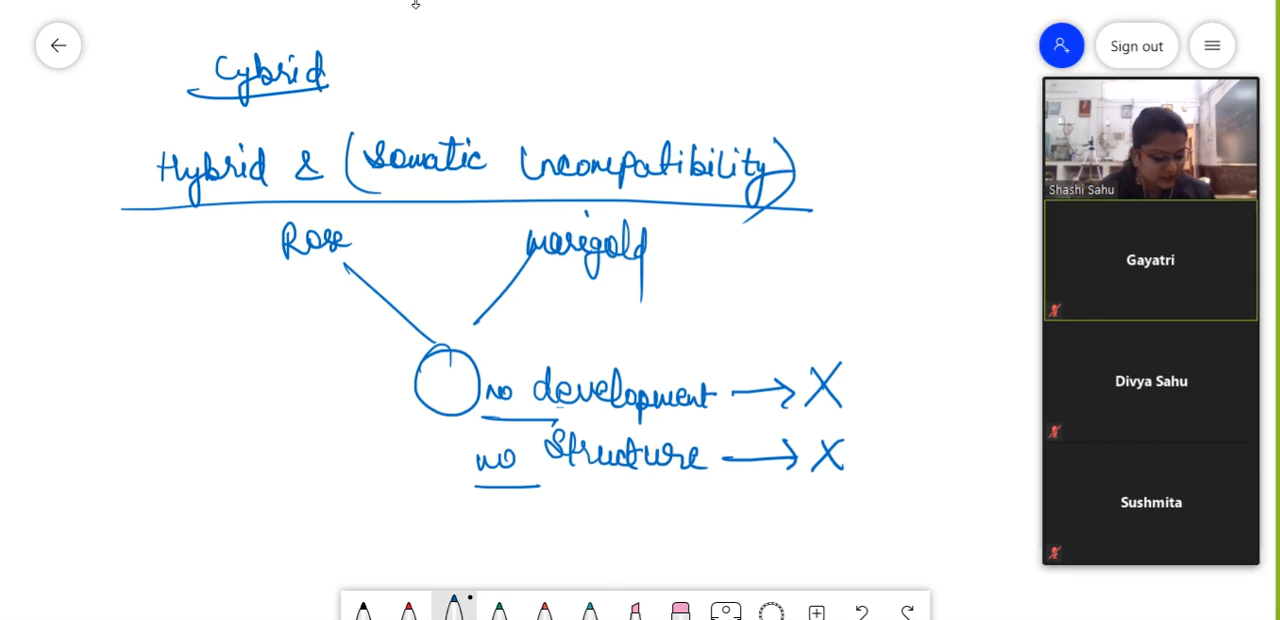 Sign out
Cybrid
Hybrid & (Somatic Incompatibility)
Rose marigold
no development → X
no Structure → X
Shashi Sahu
Gayatri
Divya Sahu
Sushmita